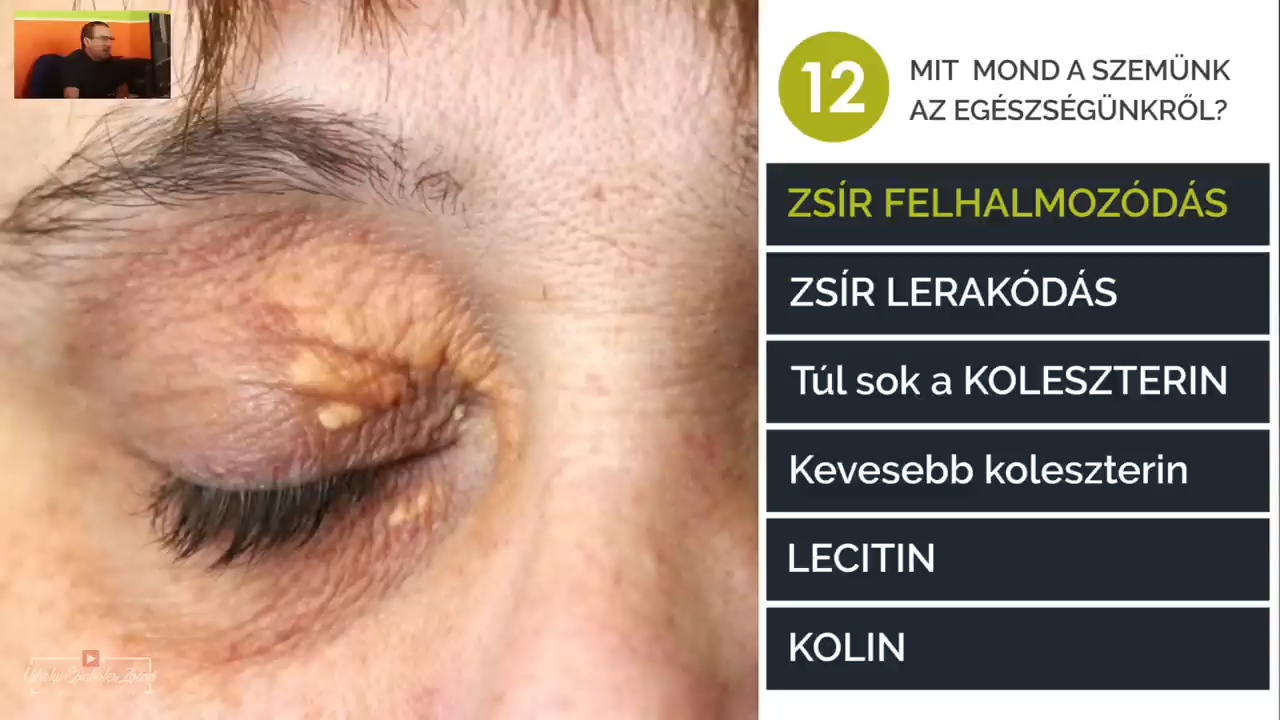 12
MIT MOND A SZEMÜNK
AZ EGÉSZSÉGÜNKRŐL?
ZSÍR FELHALMOZÓDÁS
ZSÍR LERAKÓDÁS
Túl sok a KOLESZTERIN
Kevesebb koleszterin
LECITIN
KOLIN